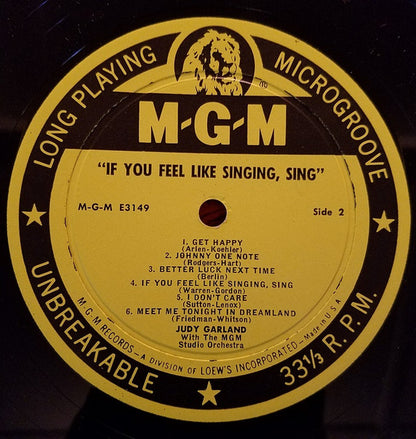 LONG PLAYING
MICROGROOVE
M-G-M
"IF YOU FEEL LIKE SINGING, SING"
M-G-M E3149
Side 2
1. GET HAPPY
(Arlen-Koehler)
2. JOHNNY ONE NOTE
(Rodgers-Hart)
3. BETTER LUCK NEXT TIME
(Berlin)
4. IF YOU FEEL LIKE SINGING, SING
(Warren-Gordon)
5. I DON'T CARE
(Sutton-Lenox)
6. MEET ME TONIGHT IN DREAMLAND
(Friedman-Whitson)
JUDY GARLAND
With The MGM
Studio Orchestra
M-G-M RECORDS—A DIVISION OF LOEW'S INCORPORATED—Made in U.S.A.
UNBREAKABLE
33⅓ R.P.M.